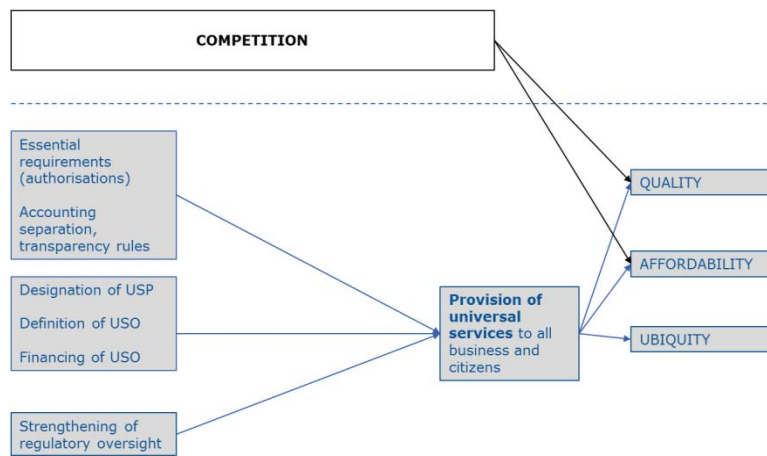 COMPETITION
Essential
requirements
(authorisations)
Accounting
separation,
transparency rules
Designation of USP
Definition of USO
Financing of USO
Strengthening of
regulatory oversight
Provision of
universal
services to all
business and
citizens
QUALITY
AFFORDABILITY
UBIQUITY